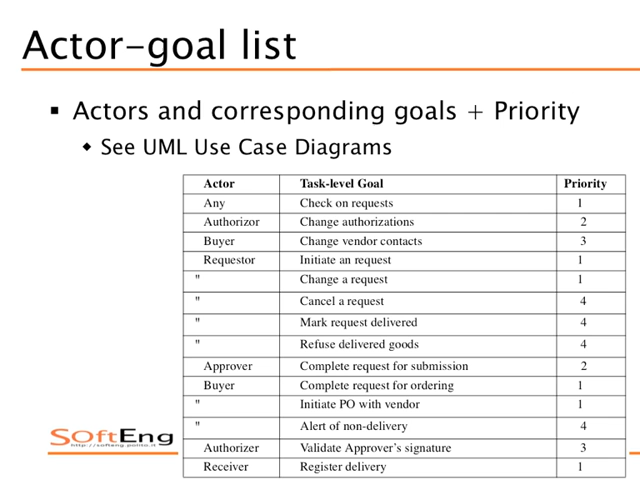 Actor-goal list
▪ Actors and corresponding goals + Priority
◆ See UML Use Case Diagrams
Actor Task-level Goal Priority
Any Check on requests 1
Authorizor Change authorizations 2
Buyer Change vendor contacts 3
Requestor Initiate an request 1
" Change a request 1
" Cancel a request 4
" Mark request delivered 4
" Refuse delivered goods 4
Approver Complete request for submission 2
Buyer Complete request for ordering 1
" Initiate PO with vendor 1
" Alert of non-delivery 4
Authorizer Validate Approver's signature 3
Receiver Register delivery 1
SOftEng
http://softeng.polito.it